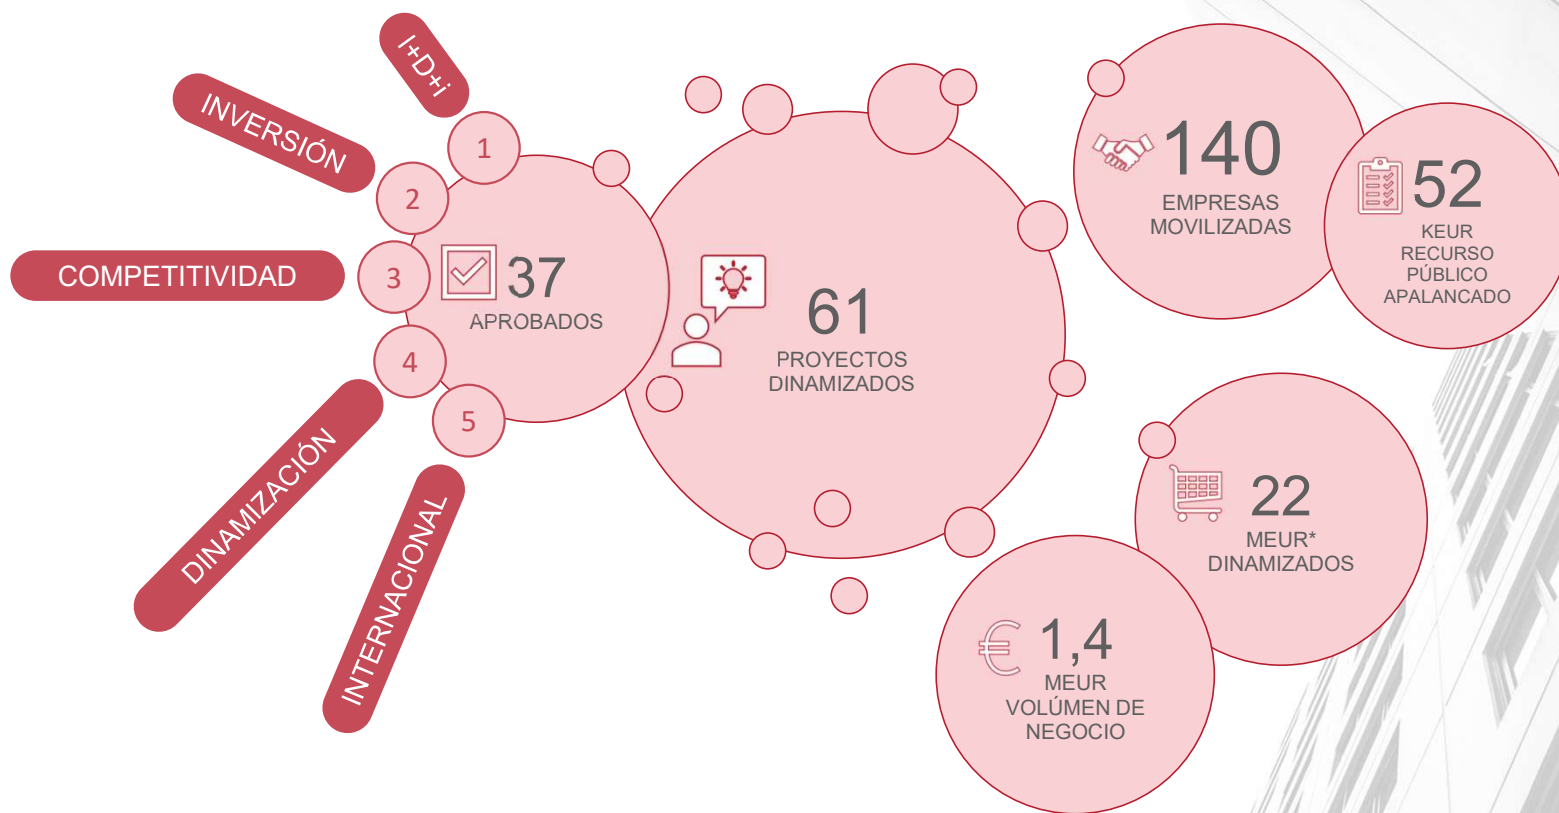 I+D+i
INVERSIÓN
COMPETITIVIDAD
DINAMIZACIÓN
INTERNACIONAL
1
2
3
4
5
37
APROBADOS
61
PROYECTOS
DINAMIZADOS
140
EMPRESAS
MOVILIZADAS
52
KEUR
RECURSO
PÚBLICO
APALANCADO
22
MEUR*
DINAMIZADOS
€ 1,4
MEUR
VOLÚMEN DE
NEGOCIO